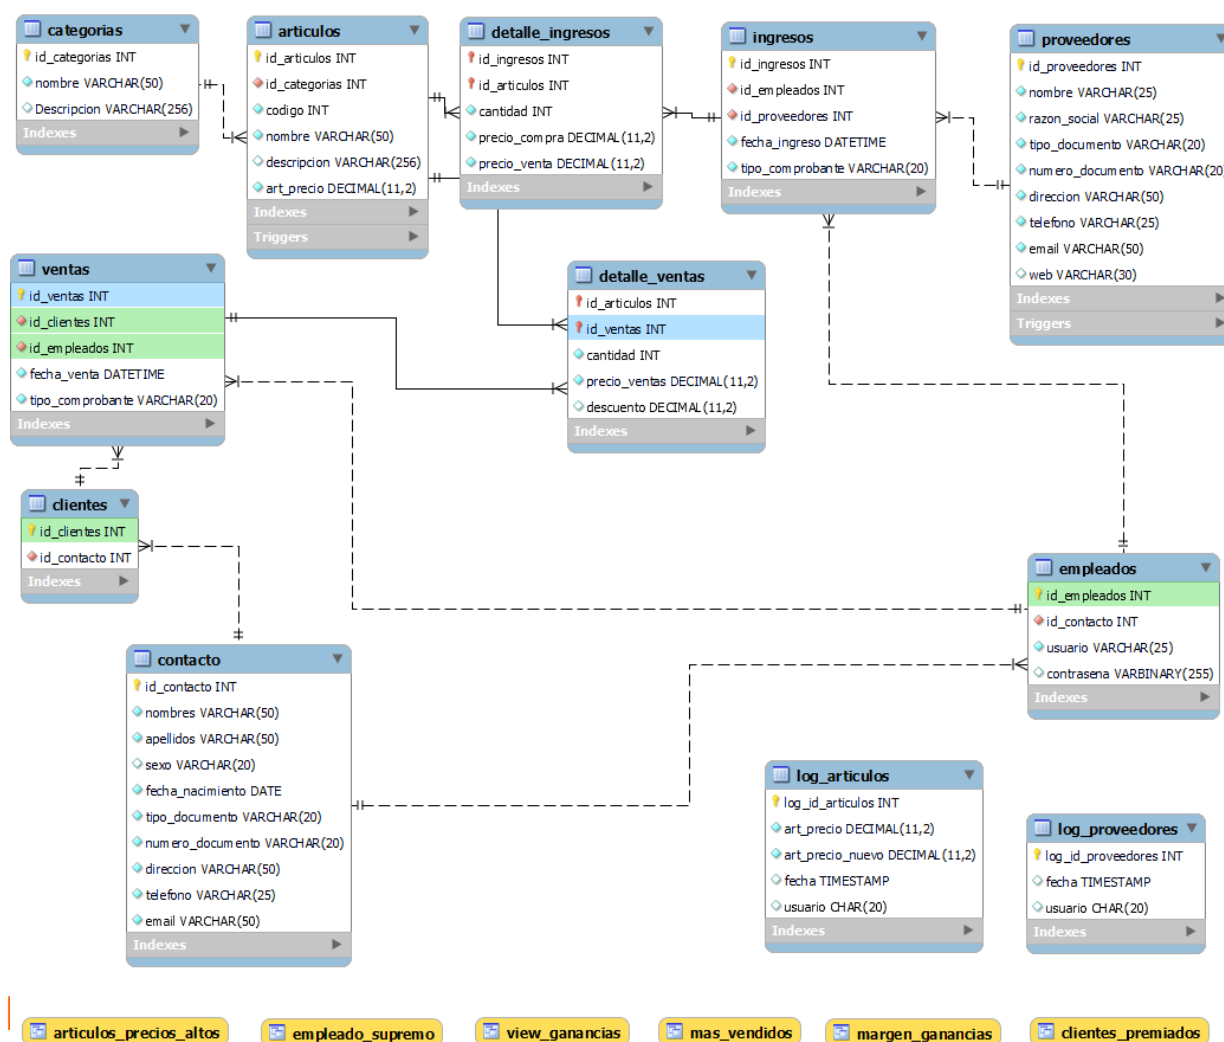 categorias
id_categorias INT
nombre VARCHAR(50)
Descripcion VARCHAR(256)
Indexes
articulos
id_articulos INT
id_categorias INT
codigo INT
nombre VARCHAR(50)
descripcion VARCHAR(256)
art_precio DECIMAL(11,2)
Indexes
Triggers
detalle_ingresos
id_ingresos INT
id_articulos INT
cantidad INT
precio_compra DECIMAL(11,2)
precio_venta DECIMAL(11,2)
Indexes
ingresos
id_ingresos INT
id_empleados INT
id_proveedores INT
fecha_ingreso DATETIME
tipo_comprobante VARCHAR(20)
Indexes
proveedores
id_proveedores INT
nombre VARCHAR(25)
razon_social VARCHAR(25)
tipo_documento VARCHAR(20)
numero_documento VARCHAR(20)
direccion VARCHAR(50)
telefono VARCHAR(25)
email VARCHAR(50)
web VARCHAR(30)
Indexes
Triggers
ventas
id_ventas INT
id_clientes INT
id_empleados INT
fecha_venta DATETIME
tipo_comprobante VARCHAR(20)
Indexes
detalle_ventas
id_articulos INT
id_ventas INT
cantidad INT
precio_ventas DECIMAL(11,2)
descuento DECIMAL(11,2)
Indexes
clientes
id_clientes INT
id_contacto INT
Indexes
empleados
id_empleados INT
id_contacto INT
usuario VARCHAR(25)
contrasena VARBINARY(255)
Indexes
contacto
id_contacto INT
nombres VARCHAR(50)
apellidos VARCHAR(50)
sexo VARCHAR(20)
fecha_nacimiento DATE
tipo_documento VARCHAR(20)
numero_documento VARCHAR(20)
direccion VARCHAR(50)
telefono VARCHAR(25)
email VARCHAR(50)
Indexes
log_articulos
log_id_articulos INT
art_precio DECIMAL(11,2)
art_precio_nuevo DECIMAL(11,2)
fecha TIMESTAMP
usuario CHAR(20)
Indexes
log_proveedores
log_id_proveedores INT
fecha TIMESTAMP
usuario CHAR(20)
Indexes
articulos_precios_altos
empleado_supremo
view_ganancias
mas_vendidos
margen_ganancias
clientes_premiados